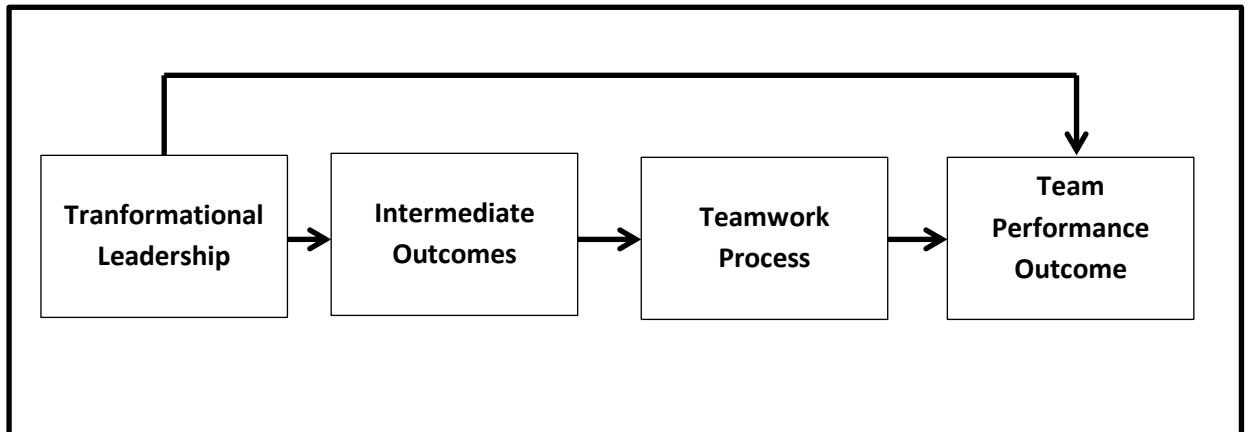 Tranformational
Leadership
Intermediate
Outcomes
Teamwork
Process
Team
Performance
Outcome